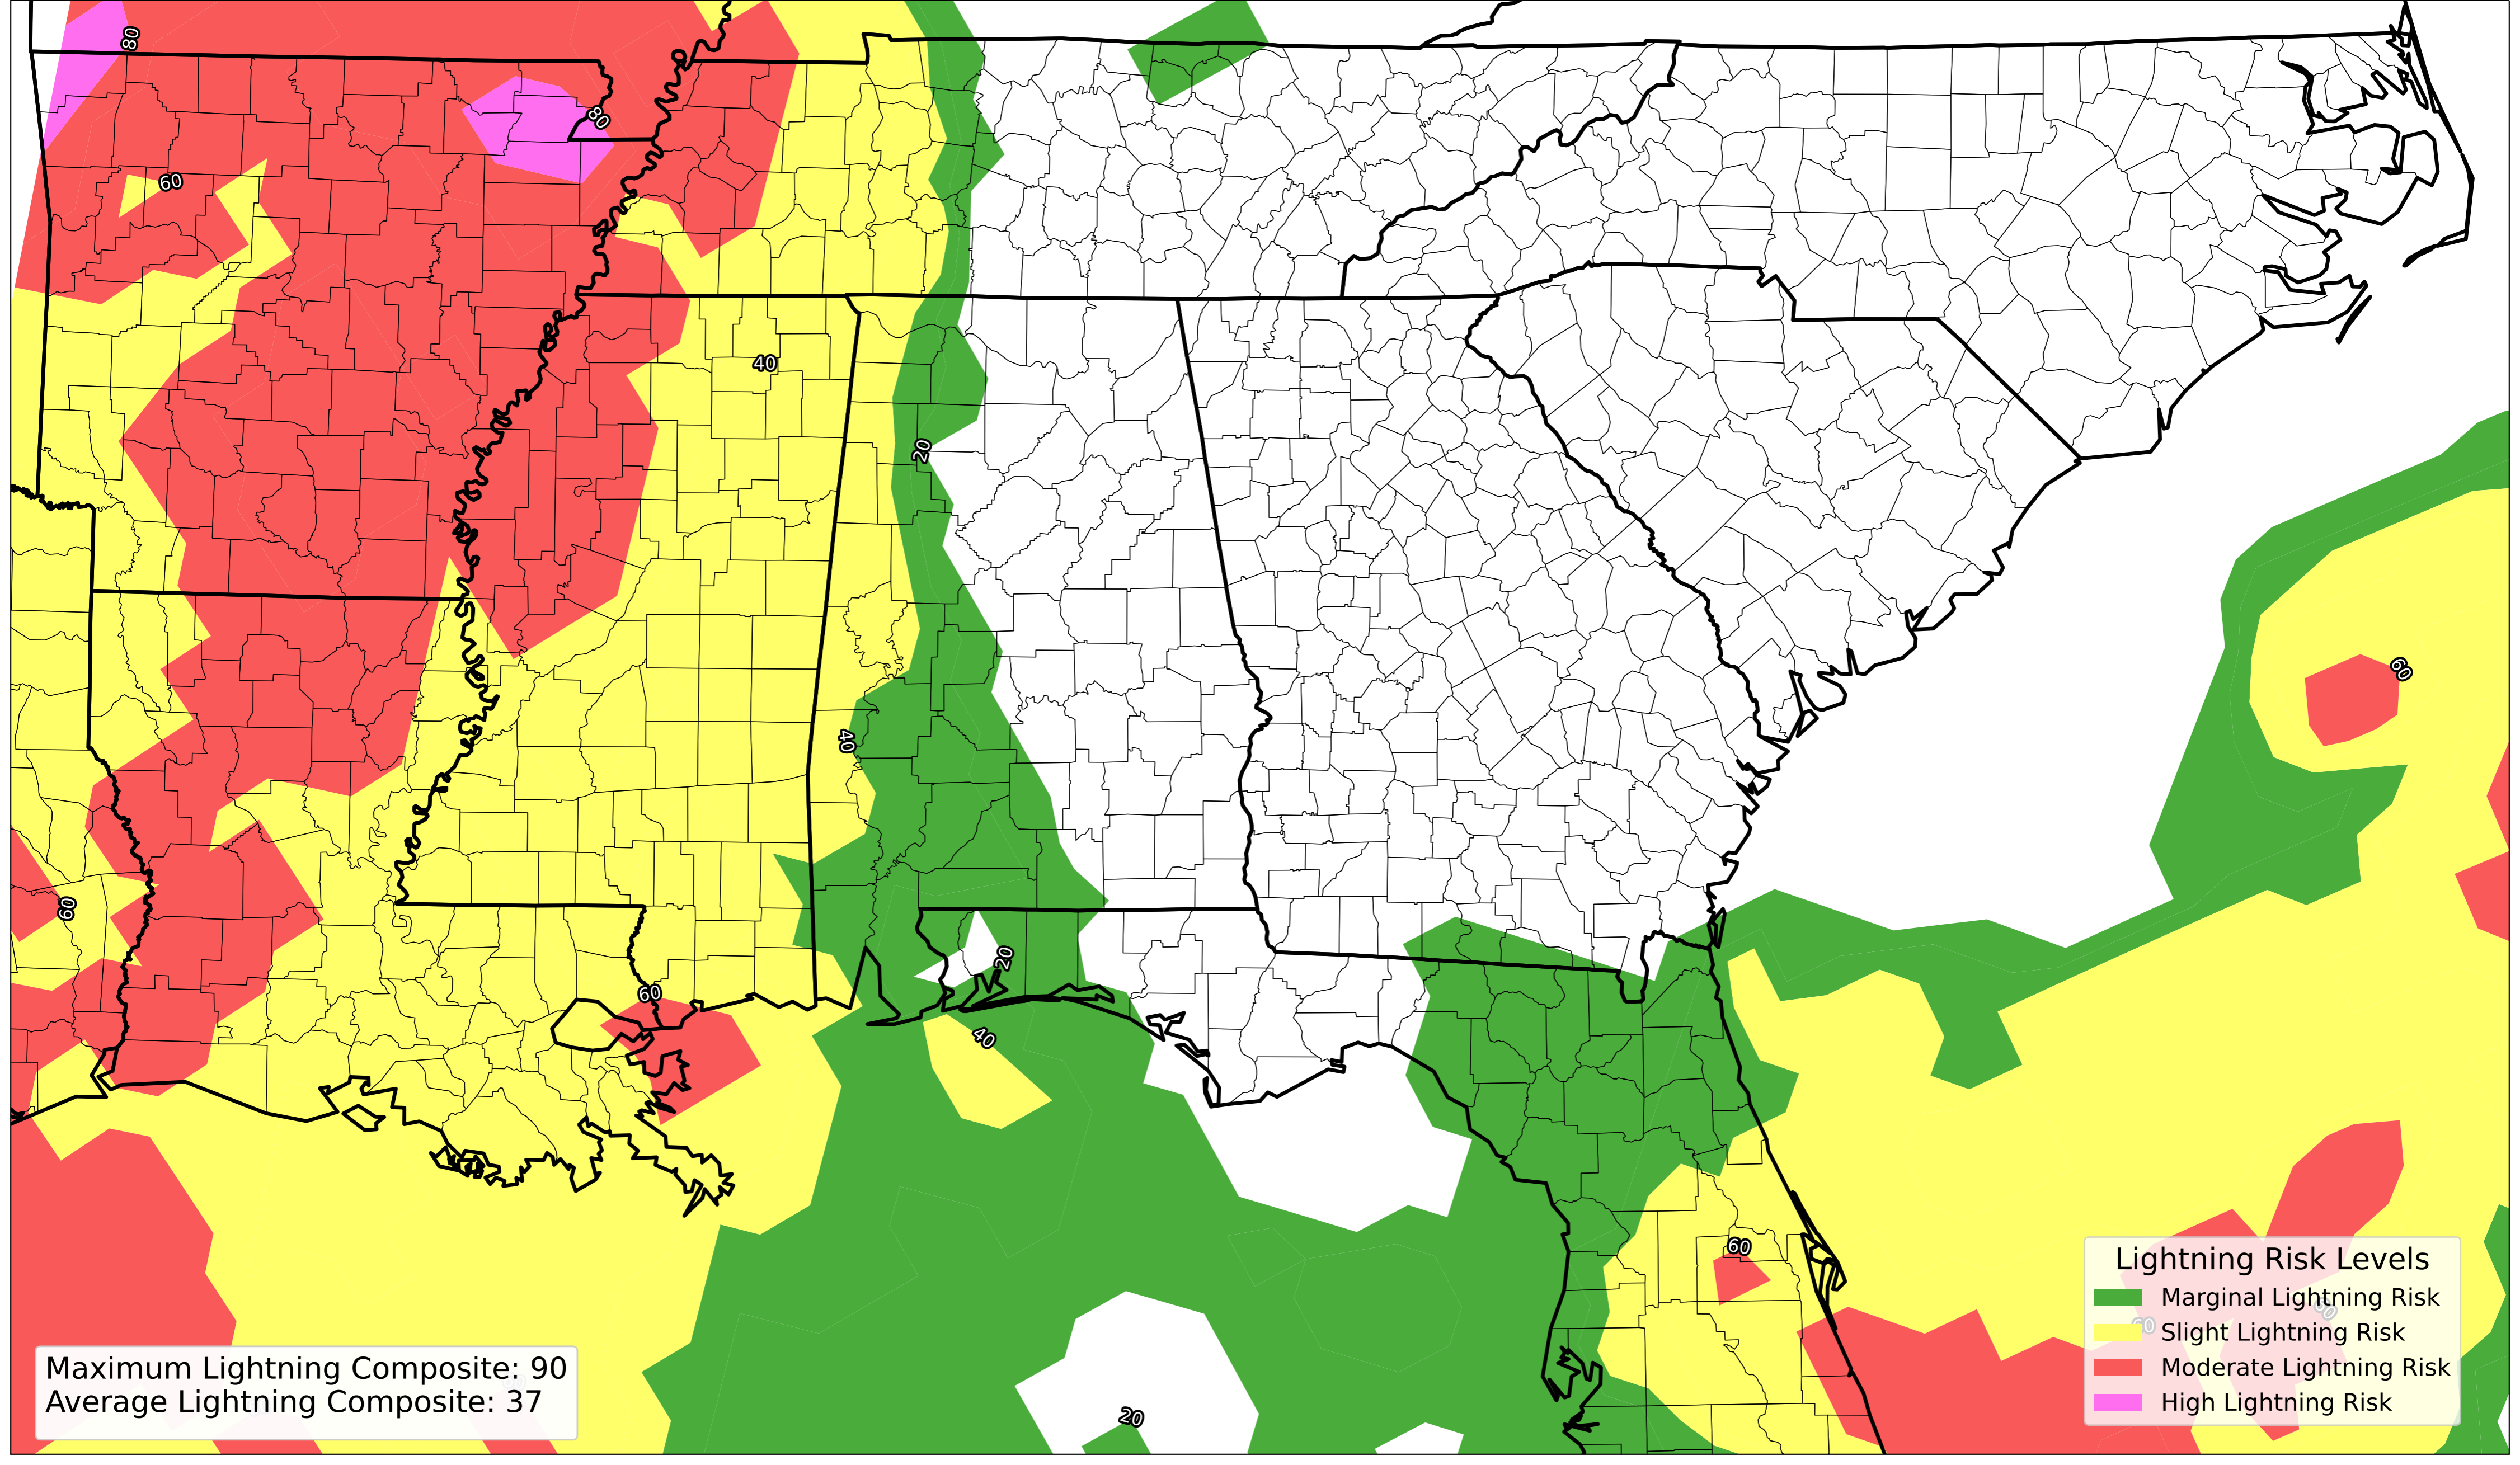 80
80
60
40
20
60
40
60
20
60
40
60
20
Lightning Risk Levels
Marginal Lightning Risk
Slight Lightning Risk
Moderate Lightning Risk
High Lightning Risk
60
Maximum Lightning Composite: 90
Average Lightning Composite: 37